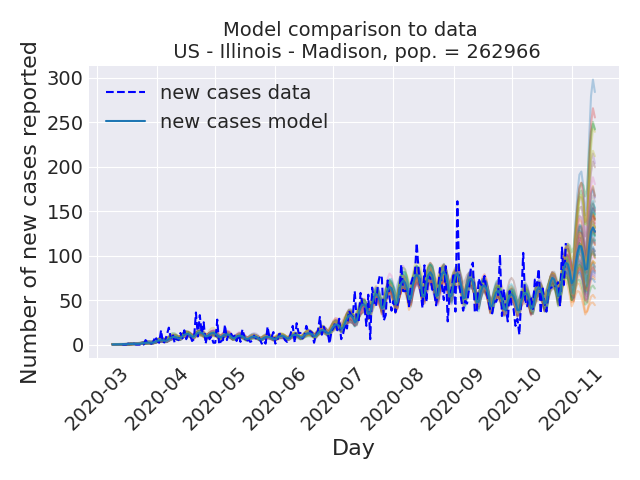 Model comparison to data
US - Illinois - Madison, pop. = 262966
Number of new cases reported
300
250
200
150
100
50
0
new cases data
new cases model
2020-03
2020-04
2020-05
2020-06
2020-07
2020-08
2020-09
2020-10
2020-11
Day